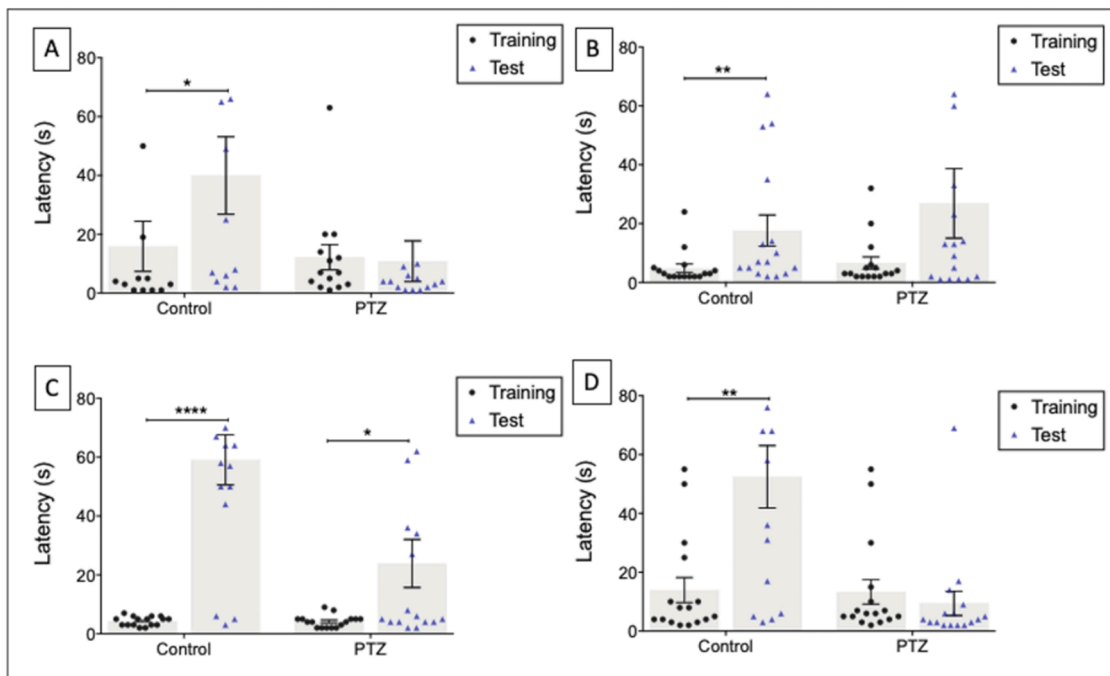 A
Training
Test
80
60
40
20
0
Latency (s)
*
Control
PTZ
B
Training
Test
80
60
40
20
0
Latency (s)
**
Control
PTZ
C
Training
Test
80
60
40
20
0
Latency (s)
****
*
Control
PTZ
D
Training
Test
80
60
40
20
0
Latency (s)
**
Control
PTZ